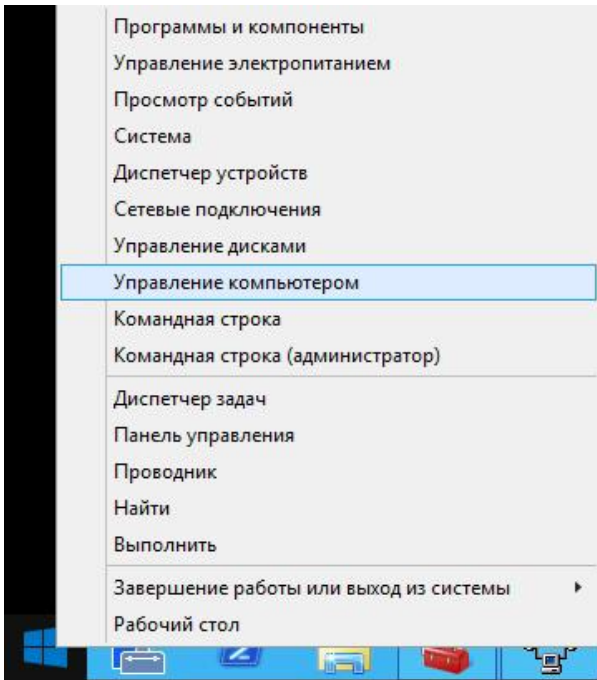 Программы и компоненты
Управление электропитанием
Просмотр событий
Система
Диспетчер устройств
Сетевые подключения
Управление дисками
Управление компьютером
Командная строка
Командная строка (администратор)
Диспетчер задач
Панель управления
Проводник
Найти
Выполнить
Завершение работы или выход из системы
Рабочий стол